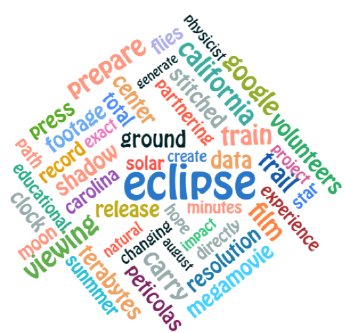 physicist
flies
prepare
california
google
generate
stitched
center
partnering
volunteers
press
footage
total
train
exact
ground
project
path
record
shadow
solar
create
data
trail
star
educational
carolina
eclipse
experience
clock
release
hope
minutes
film
moon
viewing
natural
changing
impact
directly
resolution
sunminer
terabytes
august
carry
megamovie
peticolas